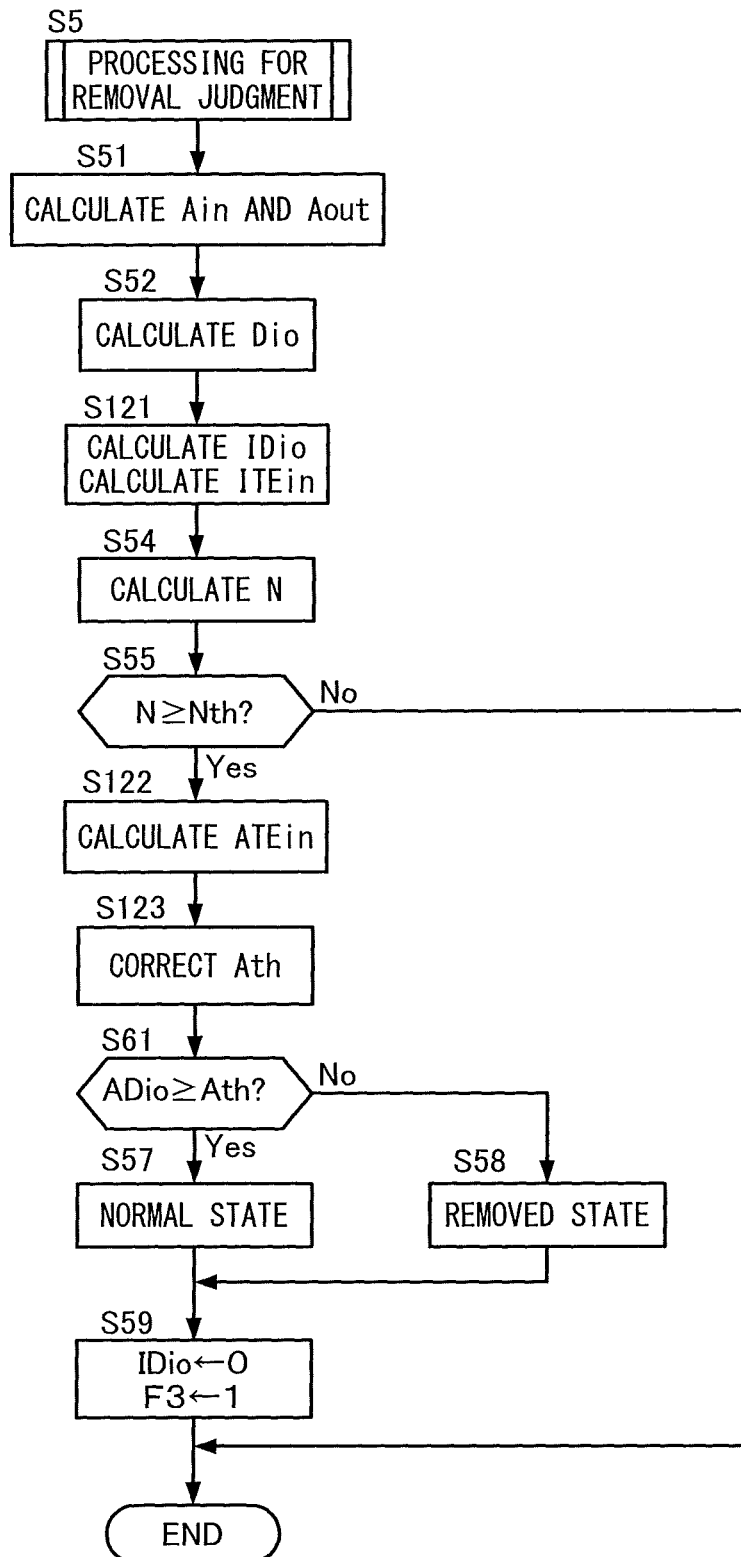 S5
PROCESSING FOR
REMOVAL JUDGMENT
S51
CALCULATE Ain AND Aout
S52
CALCULATE Dio
S121
CALCULATE IDio
CALCULATE ITEin
S54
CALCULATE N
S55
N≥Nth?
No
Yes
S122
CALCULATE ATEin
S123
CORRECT Ath
S61
ADio≥Ath?
No
Yes
S57
NORMAL STATE
S58
REMOVED STATE
S59
IDio←0
F3←1
END